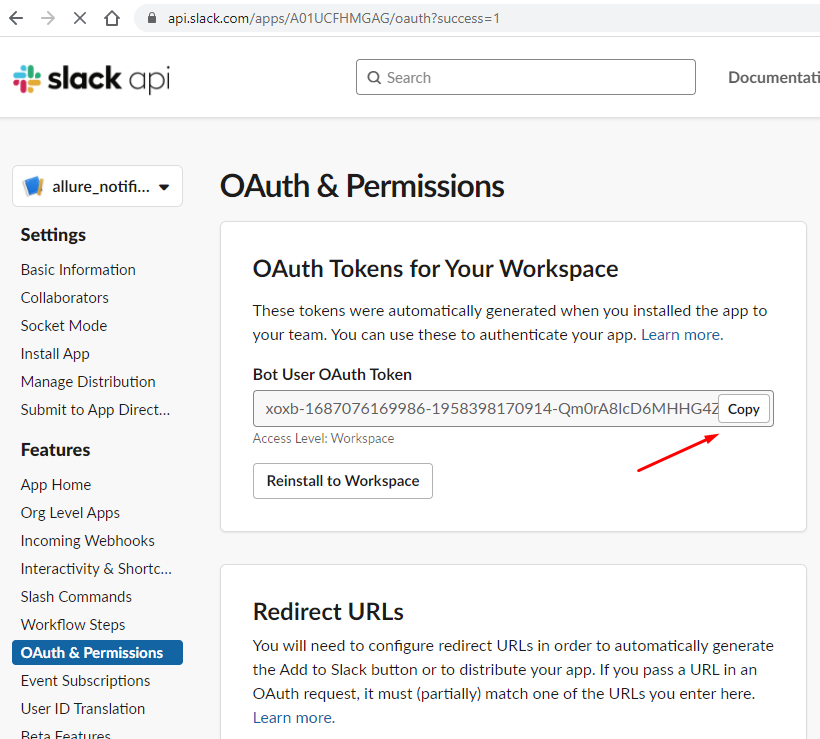 api.slack.com/apps/A01UCFHMGAG/oauth?success=1
slack api
Search
Documentati
allure_notifi...
OAuth & Permissions
Settings
Basic Information
Collaborators
Socket Mode
Install App
Manage Distribution
Submit to App Direct...
Features
App Home
Org Level Apps
Incoming Webhooks
Interactivity & Shortc...
Slash Commands
Workflow Steps
OAuth & Permissions
Event Subscriptions
User ID Translation
Beta Features
OAuth Tokens for Your Workspace
These tokens were automatically generated when you installed the app to
your team. You can use these to authenticate your app. Learn more.
Bot User OAuth Token
xoxb-1687076169986-1958398170914-Qm0rA8IcD6MHHG4Z
Copy
Access Level: Workspace
Reinstall to Workspace
Redirect URLs
You will need to configure redirect URLs in order to automatically generate
the Add to Slack button or to distribute your app. If you pass a URL in an
OAuth request, it must (partially) match one of the URLs you enter here.
Learn more.